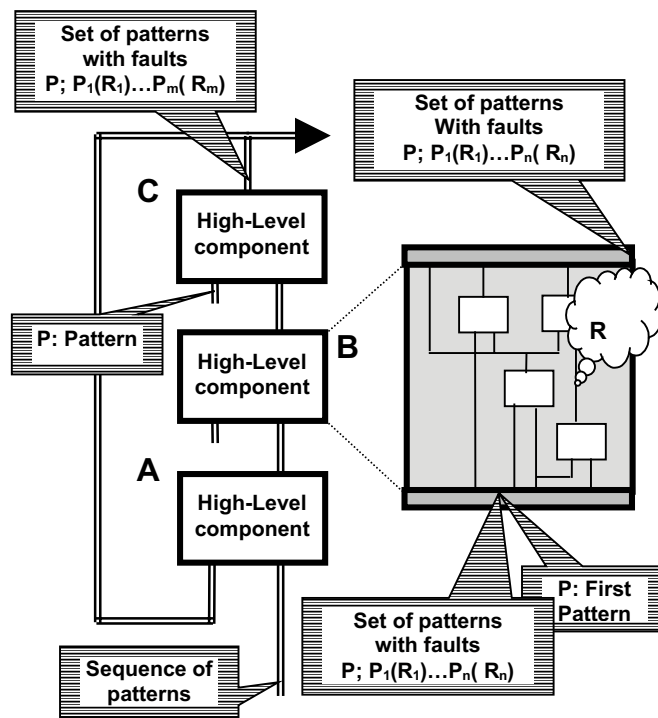 Set of patterns
with faults
P; P₁(R₁)…Pₘ( Rₘ)
Set of patterns
With faults
P; P₁(R₁)…Pₙ( Rₙ)
C
High-Level
component
P: Pattern
B
High-Level
component
R
A
High-Level
component
P: First
Pattern
Set of patterns
with faults
P; P₁(R₁)…Pₙ( Rₙ)
Sequence of
patterns